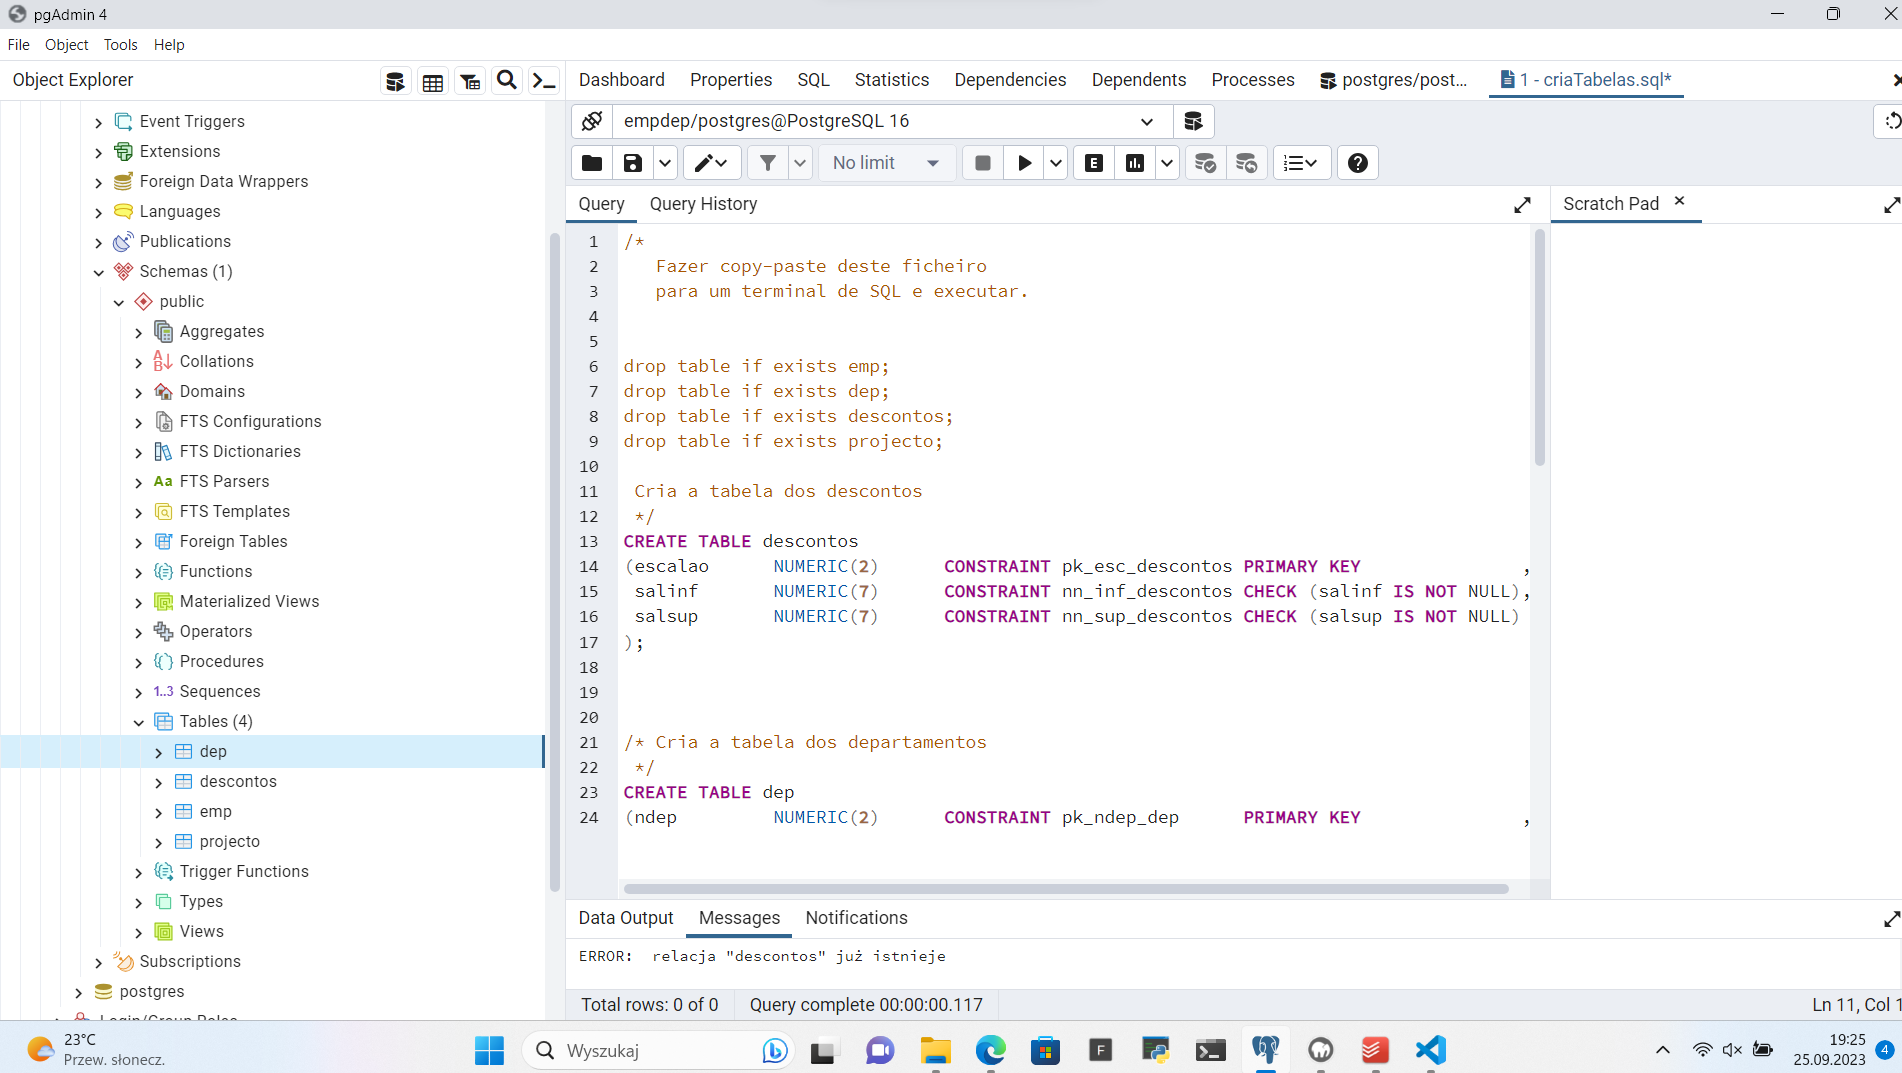 pgAdmin 4
File Object Tools Help
Object Explorer
Dashboard Properties SQL Statistics Dependencies Dependents Processes postgres/post... 1 - criaTabelas.sql*
empdep/postgres@PostgreSQL 16
No limit
E
Query Query History
Scratch Pad
Event Triggers
Extensions
Foreign Data Wrappers
Languages
Publications
Schemas (1)
public
Aggregates
Collations
Domains
FTS Configurations
FTS Dictionaries
Aa FTS Parsers
FTS Templates
Foreign Tables
Functions
Materialized Views
Operators
Procedures
1..3 Sequences
Tables (4)
dep
descontos
emp
projecto
Trigger Functions
Types
Views
Subscriptions
postgres
Login/Group Roles
1 /*
2 Fazer copy-paste deste ficheiro
3 para um terminal de SQL e executar.
4
5
6 drop table if exists emp;
7 drop table if exists dep;
8 drop table if exists descontos;
9 drop table if exists projecto;
10
11 Cria a tabela dos descontos
12 */
13 CREATE TABLE descontos
14 (escalao NUMERIC(2) CONSTRAINT pk_esc_descontos PRIMARY KEY ,
15 salinf NUMERIC(7) CONSTRAINT nn_inf_descontos CHECK (salinf IS NOT NULL),
16 salsup NUMERIC(7) CONSTRAINT nn_sup_descontos CHECK (salsup IS NOT NULL)
17 );
18
19
20
21 /* Cria a tabela dos departamentos
22 */
23 CREATE TABLE dep
24 (ndep NUMERIC(2) CONSTRAINT pk_ndep_dep PRIMARY KEY ,
Data Output Messages Notifications
ERROR: relacja "descontos" już istnieje
Total rows: 0 of 0 Query complete 00:00:00.117
Ln 11, Col 1
23°C
Przew. słonecz.
Wyszukaj
F
19:25
25.09.2023
4